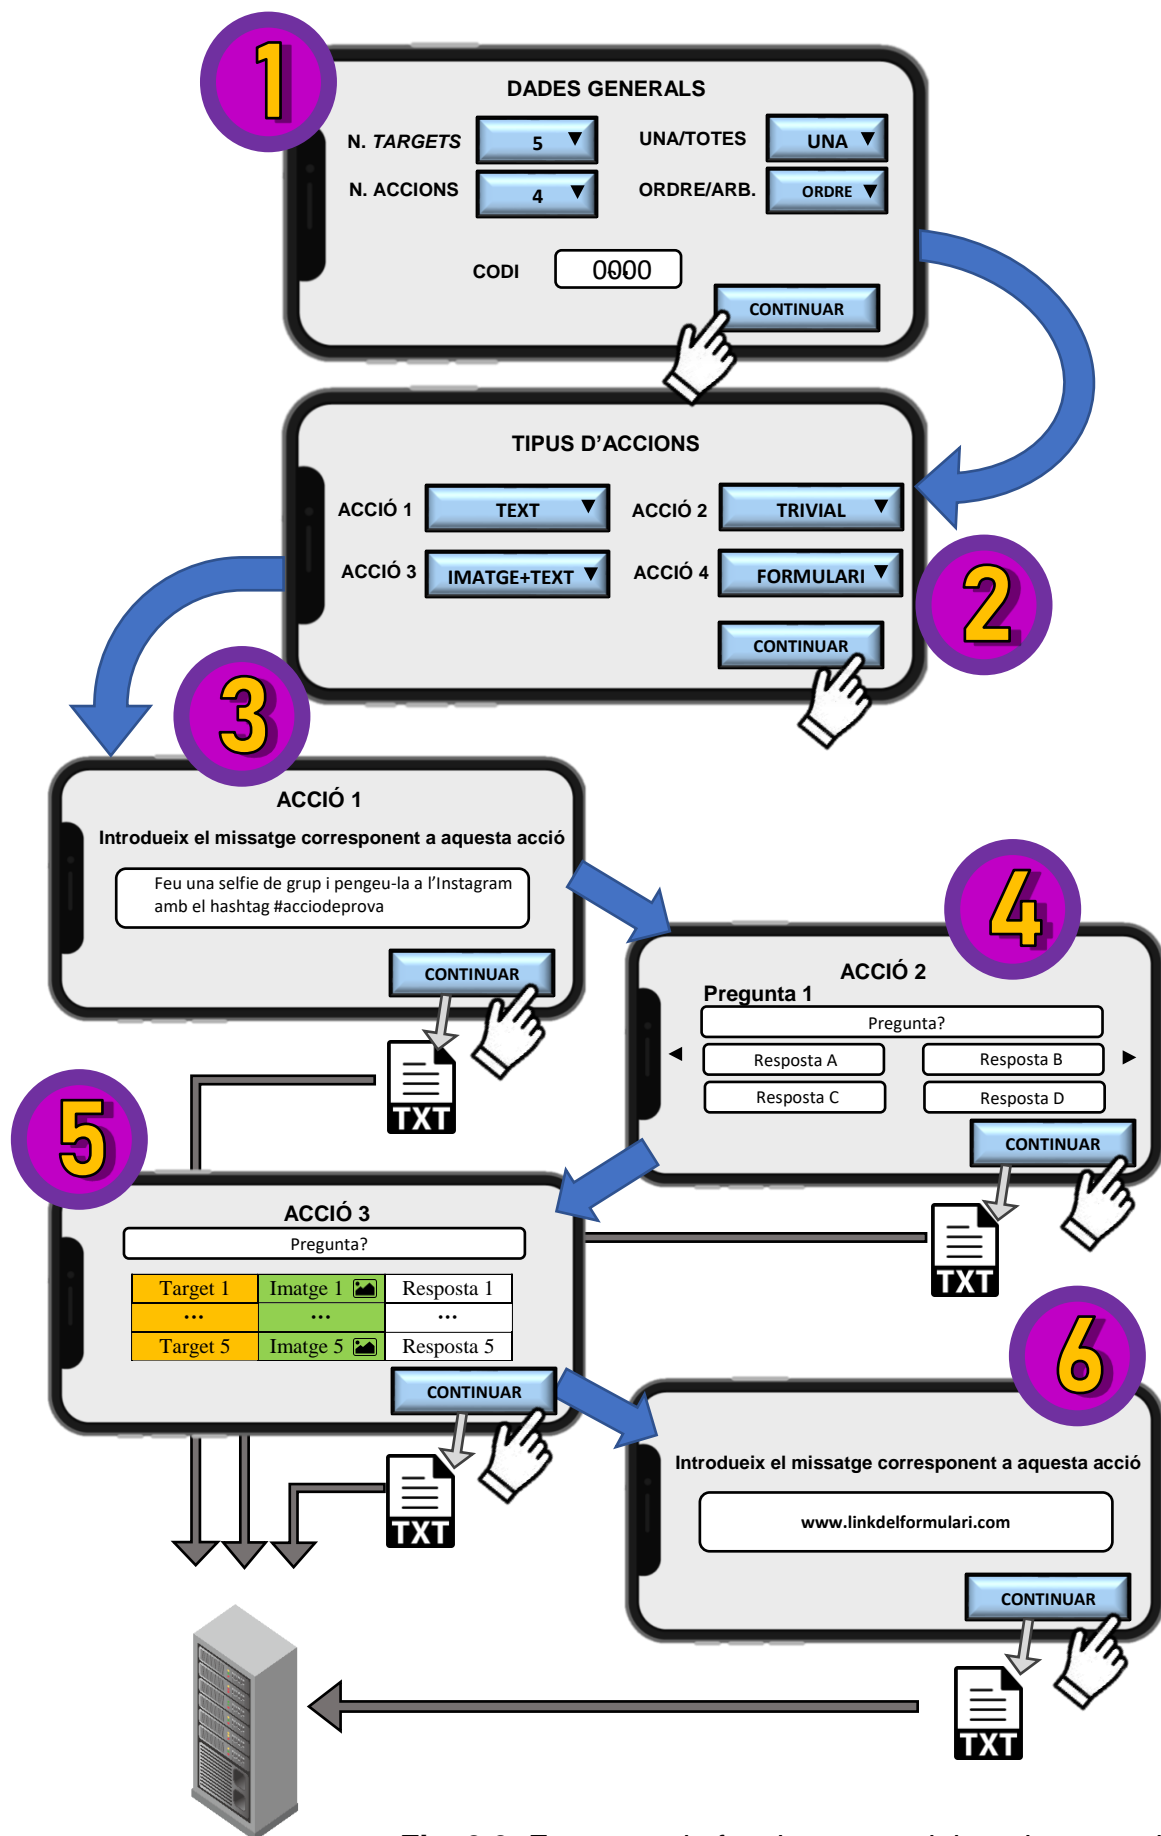 1
DADES GENERALS
N. TARGETS 5 UNA/TOTES UNA
N. ACCIONS 4 ORDRE/ARB. ORDRE
CODI 0000
CONTINUAR
TIPUS D'ACCIONS
ACCIÓ 1 TEXT ACCIÓ 2 TRIVIAL
ACCIÓ 3 IMATGE+TEXT ACCIÓ 4 FORMULARI
2
CONTINUAR
3
ACCIÓ 1
Introdueix el missatge corresponent a aquesta acció
Feu una selfie de grup i pengeu-la a l'Instagram
amb el hashtag #acciodeprova
CONTINUAR
TXT
4
ACCIÓ 2
Pregunta 1
Pregunta?
Resposta A Resposta B
Resposta C Resposta D
CONTINUAR
TXT
5
ACCIÓ 3
Pregunta?
Target 1 Imatge 1 Resposta 1
... ... ...
Target 5 Imatge 5 Resposta 5
CONTINUAR
TXT
6
Introdueix el missatge corresponent a aquesta acció
www.linkdelformulari.com
CONTINUAR
TXT